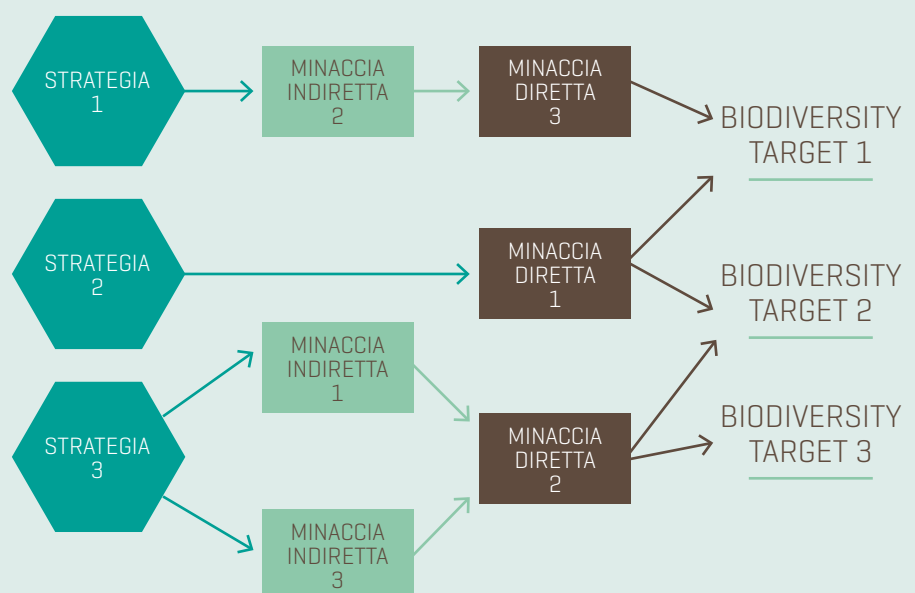 STRATEGIA
1
MINACCIA
INDIRETTA
2
MINACCIA
DIRETTA
3
BIODIVERSITY
TARGET 1
STRATEGIA
2
MINACCIA
DIRETTA
1
BIODIVERSITY
TARGET 2
STRATEGIA
3
MINACCIA
INDIRETTA
1
MINACCIA
INDIRETTA
3
MINACCIA
DIRETTA
2
BIODIVERSITY
TARGET 3